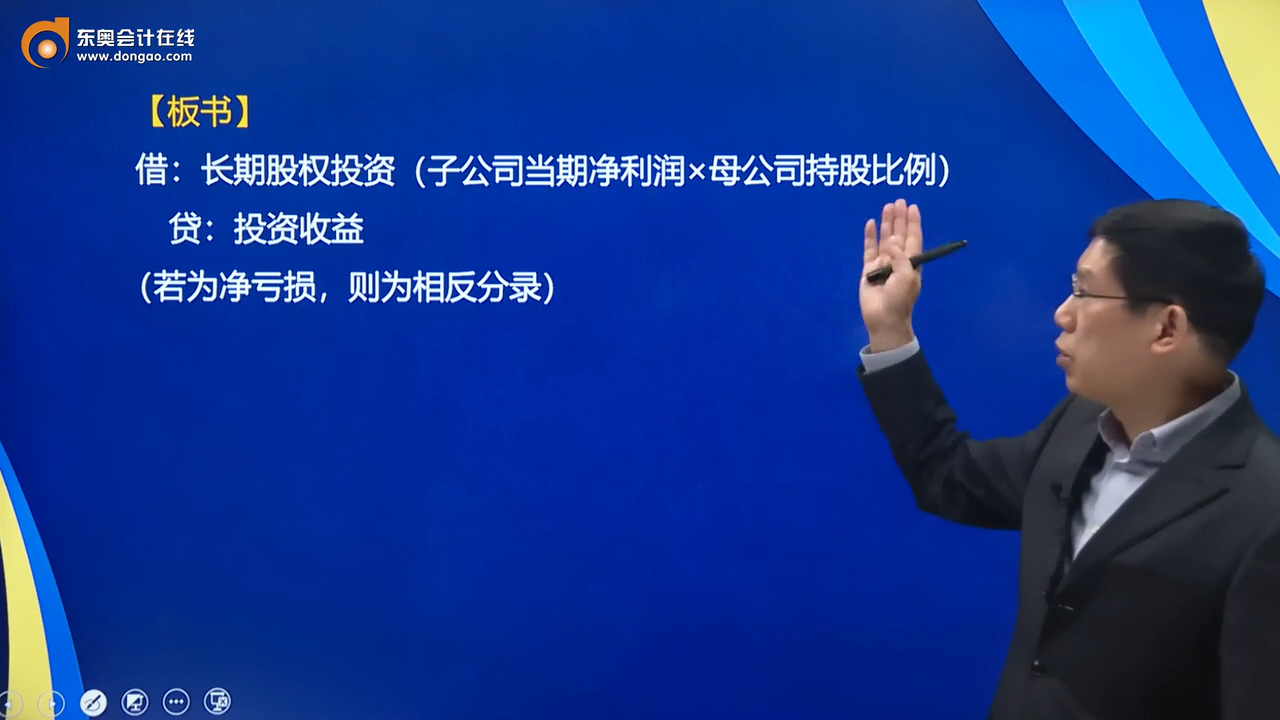 东奥会计在线
www.dongao.com
【板书】
借：长期股权投资（子公司当期净利润×母公司持股比例）
贷：投资收益
（若为净亏损，则为相反分录）